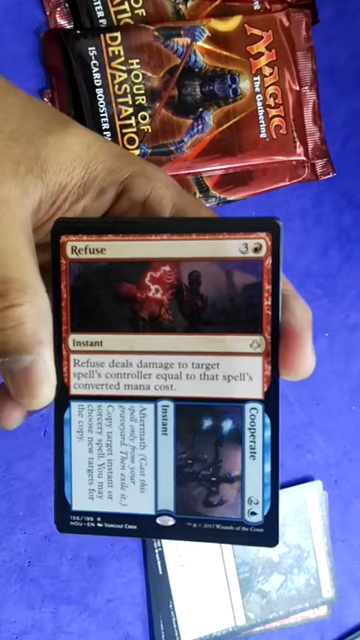 MAGIC
The Gathering
HOUR OF
DEVASTATION
15-CARD BOOSTER
Refuse
3
Instant
Refuse deals damage to target
spell's controller equal to that spell's
converted mana cost.
Cooperate
2
Instant
Aftermath (Cast this
spell only from your
graveyard. Then exile it.)
Copy target instant or
sorcery spell. You may
choose new targets for
the copy.
156/199 R
HOU • EN
™ & © 2017 Wizards of the Coast